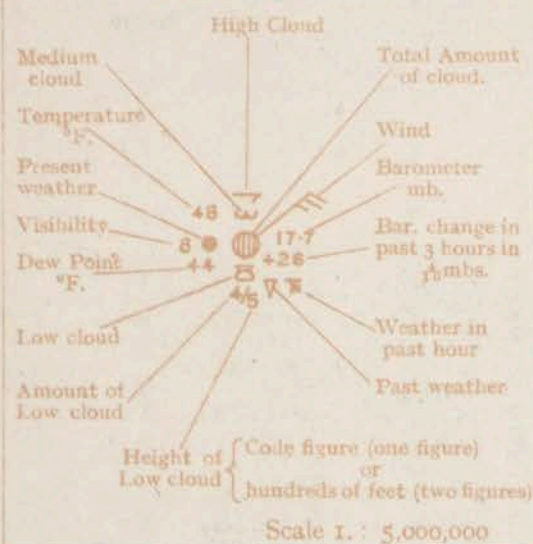 High Cloud
Medium
cloud
Total Amount
of cloud.
Temperature
°F.
Wind
Present
weather
Barometer
mb.
48
Visibility
8
17·7
Bar. change in
past 3 hours in
1/10 mbs.
+26
Dew Point
°F.
44
4/5
Low cloud
Weather in
past hour
Amount of
Low cloud
Past weather
Height of
Low cloud
Code figure (one figure)
or
hundreds of feet (two figures)
Scale 1. : 5,000,000